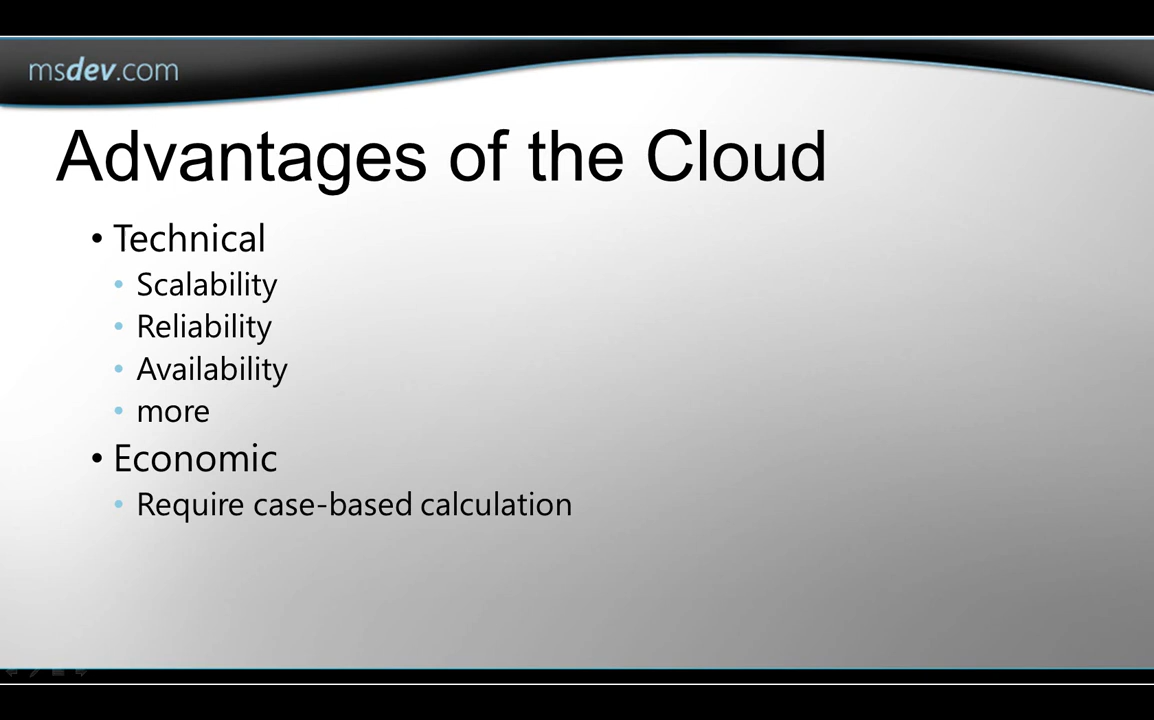 msdev.com
Advantages of the Cloud
• Technical
• Scalability
• Reliability
• Availability
• more
• Economic
• Require case-based calculation